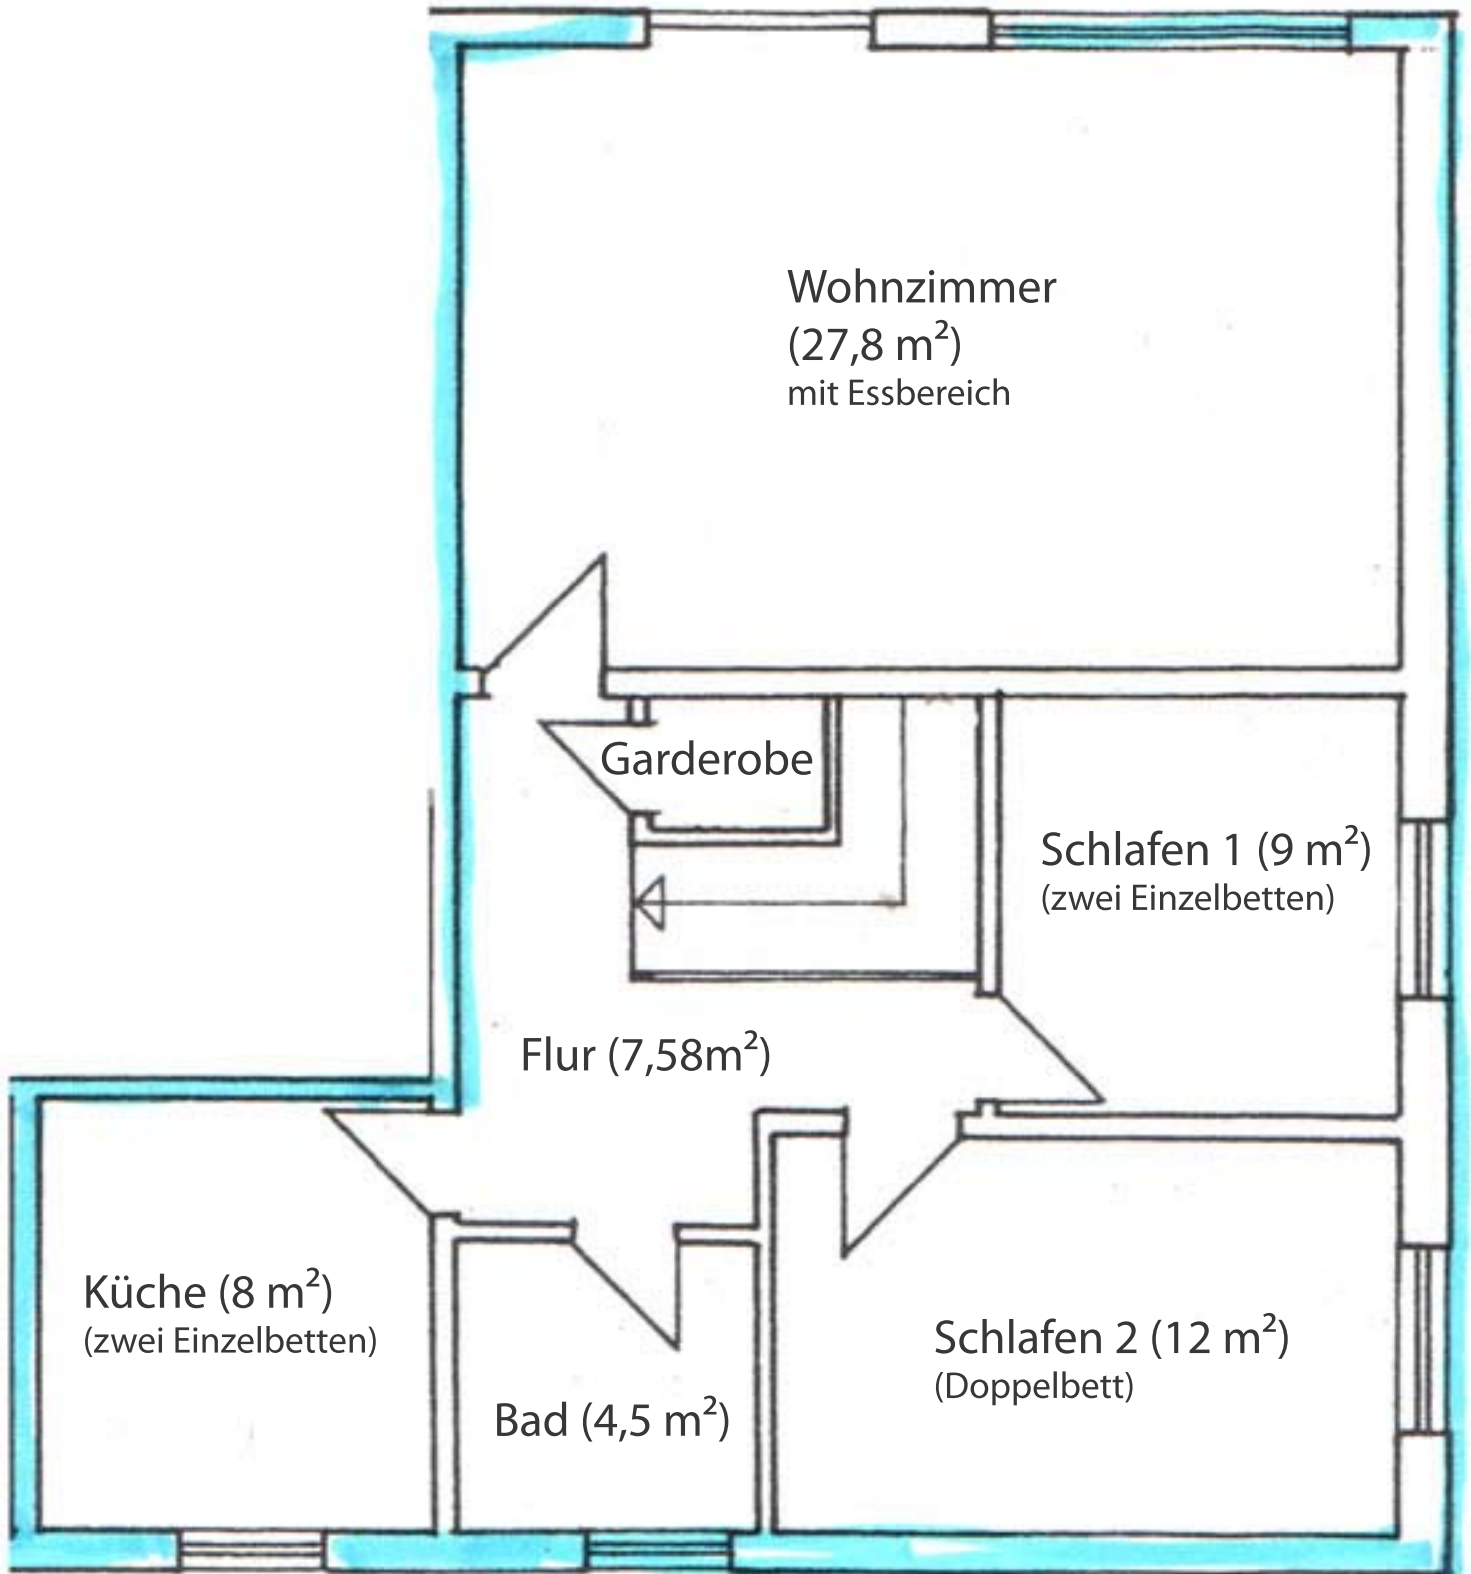 Wohnzimmer
(27,8 m²)
mit Essbereich
Garderobe
Schlafen 1 (9 m²)
(zwei Einzelbetten)
Flur (7,58m²)
Küche (8 m²)
(zwei Einzelbetten)
Schlafen 2 (12 m²)
(Doppelbett)
Bad (4,5 m²)